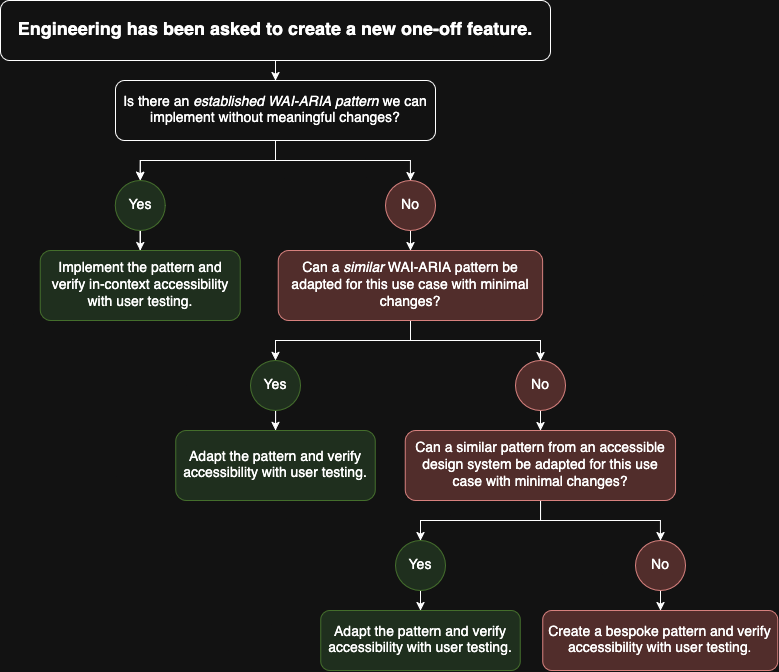 Engineering has been asked to create a new one-off feature.
Is there an established WAI-ARIA pattern we can
implement without meaningful changes?
Yes
No
Implement the pattern and
verify in-context accessibility
with user testing.
Can a similar WAI-ARIA pattern be
adapted for this use case with minimal
changes?
Yes
No
Adapt the pattern and verify
accessibility with user testing.
Can a similar pattern from an accessible
design system be adapted for this use
case with minimal changes?
Yes
No
Adapt the pattern and verify
accessibility with user testing.
Create a bespoke pattern and verify
accessibility with user testing.